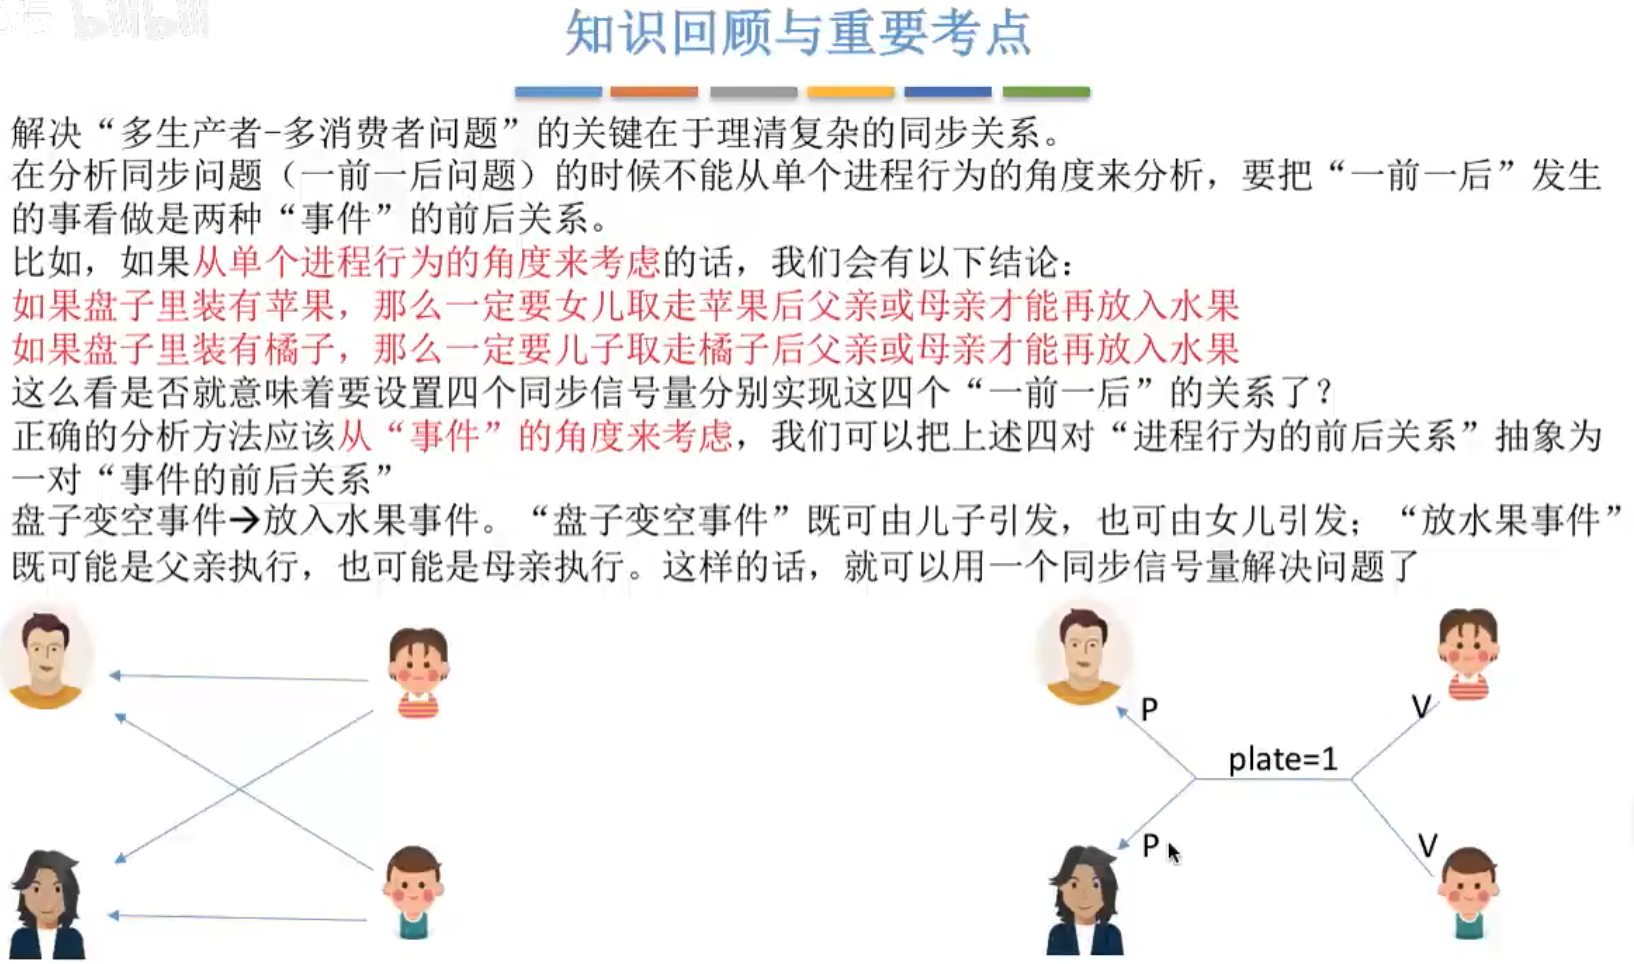 bilibili
知识回顾与重要考点
解决“多生产者-多消费者问题”的关键在于理清复杂的同步关系。
在分析同步问题（一前一后问题）的时候不能从单个进程行为的角度来分析，要把“一前一后”发生
的事看做是两种“事件”的前后关系。
比如，如果从单个进程行为的角度来考虑的话，我们会有以下结论：
如果盘子里装有苹果，那么一定要女儿取走苹果后父亲或母亲才能再放入水果
如果盘子里装有橘子，那么一定要儿子取走橘子后父亲或母亲才能再放入水果
这么看是否就意味着要设置四个同步信号量分别实现这四个“一前一后”的关系了？
正确的分析方法应该从“事件”的角度来考虑，我们可以把上述四对“进程行为的前后关系”抽象为
一对“事件的前后关系”
盘子变空事件→放入水果事件。“盘子变空事件”既可由儿子引发，也可由女儿引发；“放水果事件”
既可能是父亲执行，也可能是母亲执行。这样的话，就可以用一个同步信号量解决问题了
P
V
plate=1
P
V